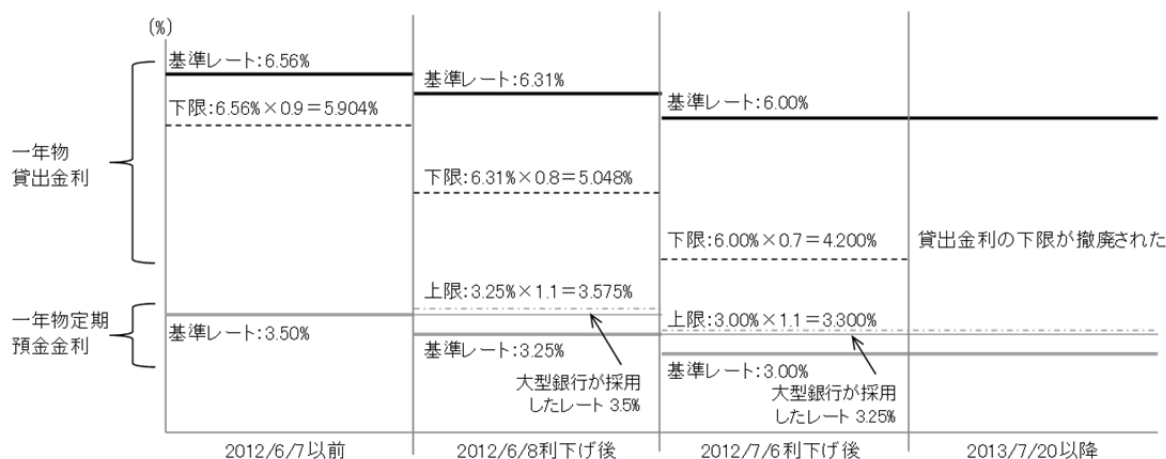 (%)
基準レート:6.56%
基準レート:6.31%
基準レート:6.00%
下限:6.56%×0.9=5.904%
一年物
貸出金利
下限:6.31%×0.8=5.048%
下限:6.00%×0.7=4.200%
貸出金利の下限が撤廃された
上限:3.25%×1.1=3.575%
一年物定期
預金金利
基準レート:3.50%
上限:3.00%×1.1=3.300%
基準レート:3.25%
基準レート:3.00%
大型銀行が採用
したレート 3.5%
大型銀行が採用
したレート 3.25%
2012/6/7以前
2012/6/8利下げ後
2012/7/6利下げ後
2013/7/20以降